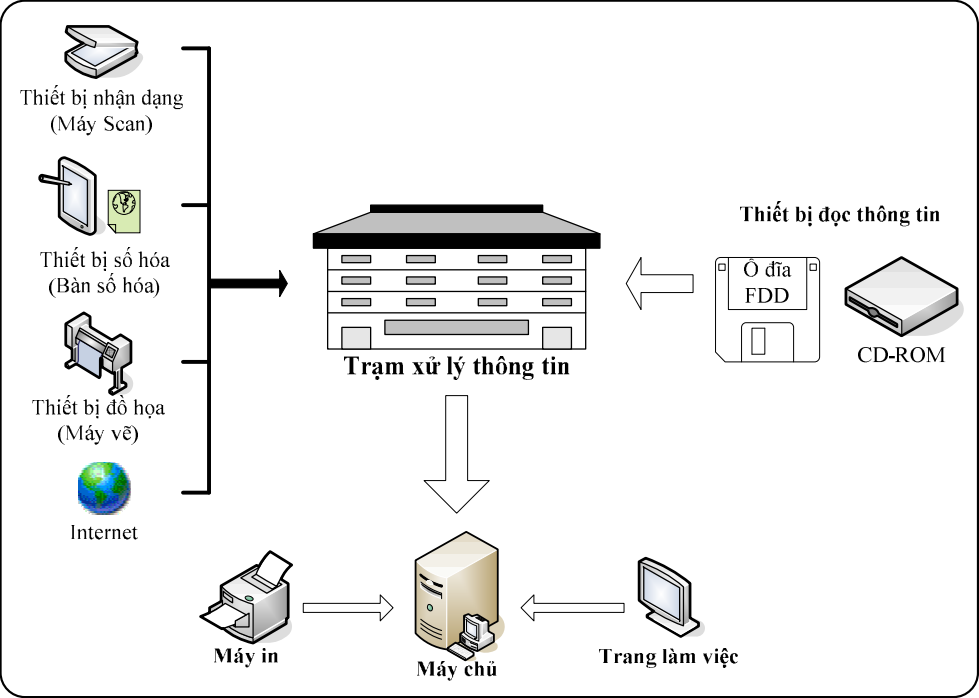 Thiết bị nhận dạng
(Máy Scan)
Thiết bị số hóa
(Bàn số hóa)
Thiết bị đồ họa
(Máy vẽ)
Internet
Trạm xử lý thông tin
Thiết bị đọc thông tin
Ô đĩa
FDD
CD-ROM
Máy in
Máy chủ
Trang làm việc